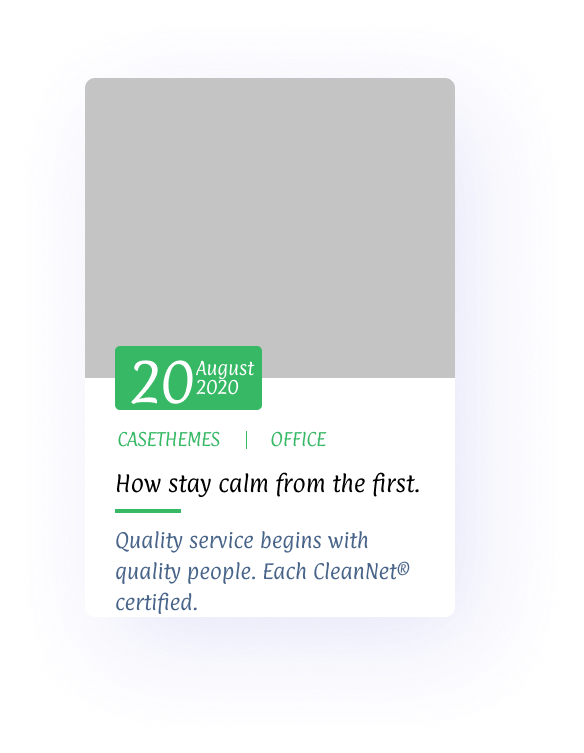 20 August
2020
CASETHEMES | OFFICE
How stay calm from the first.
Quality service begins with
quality people. Each CleanNet®
certified.